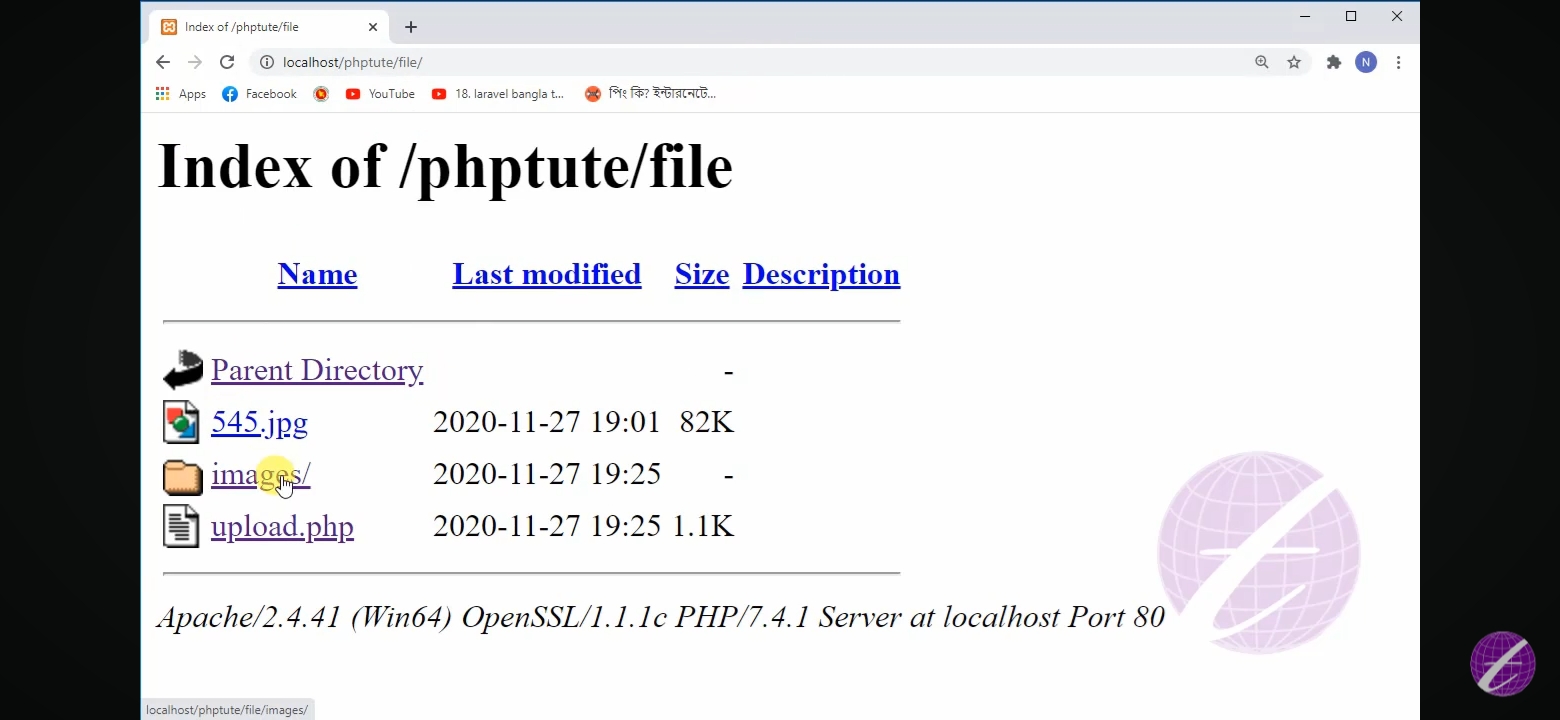 Index of /phptute/file
localhost/phptute/file/
N
Apps Facebook YouTube 18. laravel bangla t... পিং কি? ইন্টারনেটে...
Index of /phptute/file
Name Last modified Size Description
Parent Directory -
545.jpg 2020-11-27 19:01 82K
images/ 2020-11-27 19:25 -
upload.php 2020-11-27 19:25 1.1K
Apache/2.4.41 (Win64) OpenSSL/1.1.1c PHP/7.4.1 Server at localhost Port 80
localhost/phptute/file/images/